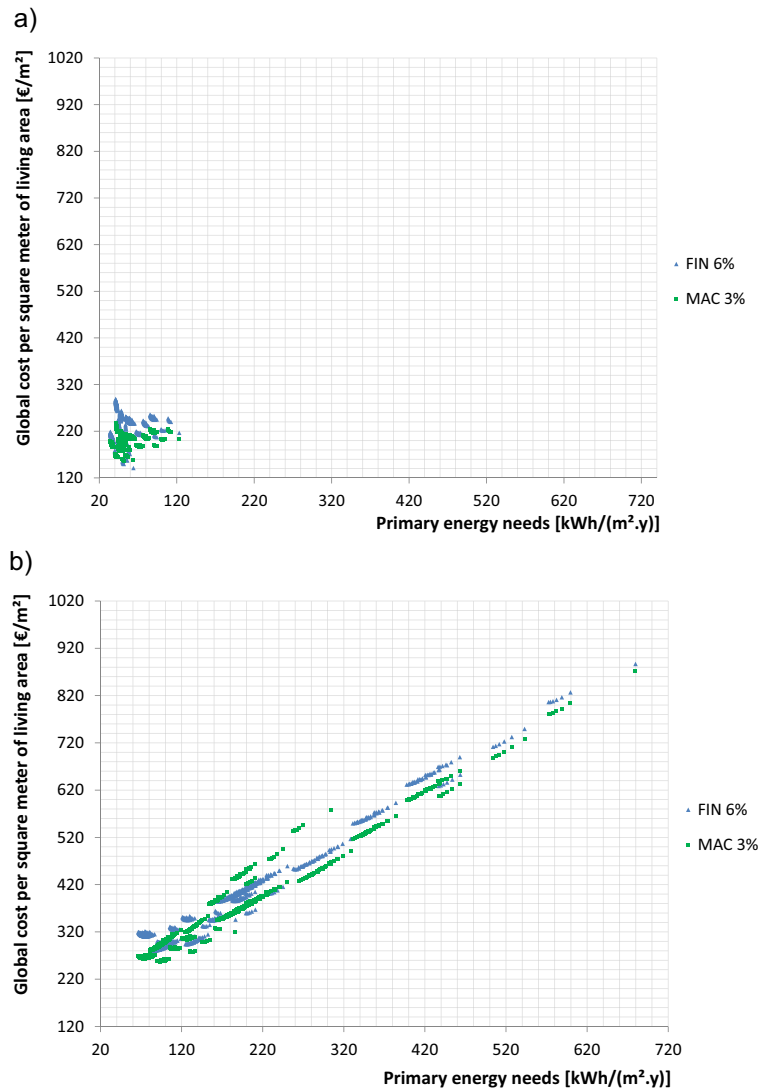 a)
1020
920
820
720
620
520
420
320
220
120
20 120 220 320 420 520 620 720
Global cost per square meter of living area [€/m²]
Primary energy needs [kWh/(m².y)]
FIN 6%
MAC 3%
b)
1020
920
820
720
620
520
420
320
220
120
20 120 220 320 420 520 620 720
Global cost per square meter of living area [€/m²]
Primary energy needs [kWh/(m².y)]
FIN 6%
MAC 3%